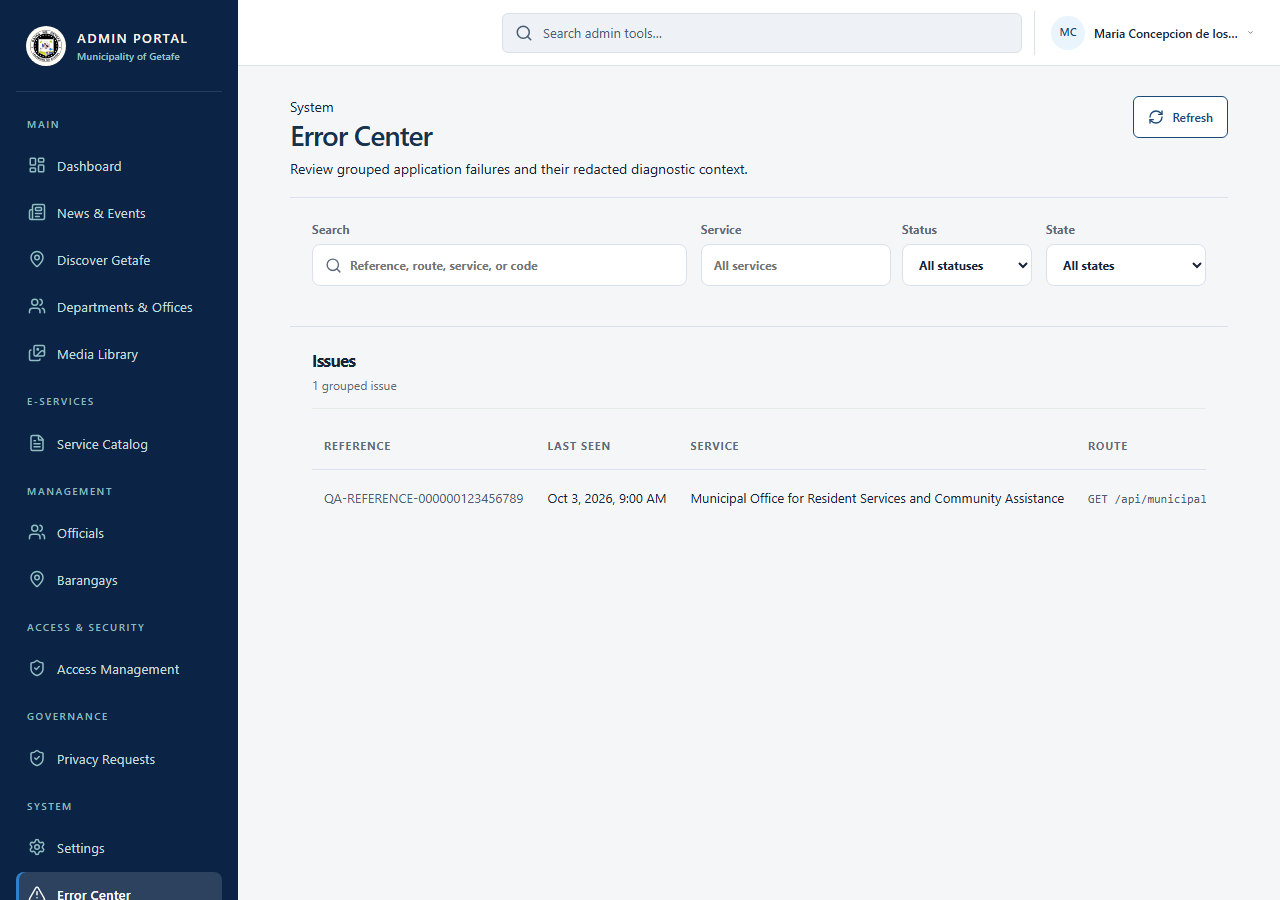 ADMIN PORTAL
Municipality of Getafe
MAIN
Dashboard
News & Events
Discover Getafe
Departments & Offices
Media Library
E-SERVICES
Service Catalog
MANAGEMENT
Officials
Barangays
ACCESS & SECURITY
Access Management
GOVERNANCE
Privacy Requests
SYSTEM
Settings
Error Center
Search admin tools...
MC
Maria Concepcion de los...
System
Error Center
Review grouped application failures and their redacted diagnostic context.
Refresh
Search
Service
Status
State
Reference, route, service, or code
All services
All statuses
All states
Issues
1 grouped issue
REFERENCE
LAST SEEN
SERVICE
ROUTE
QA-REFERENCE-000000123456789
Oct 3, 2026, 9:00 AM
Municipal Office for Resident Services and Community Assistance
GET /api/municipal